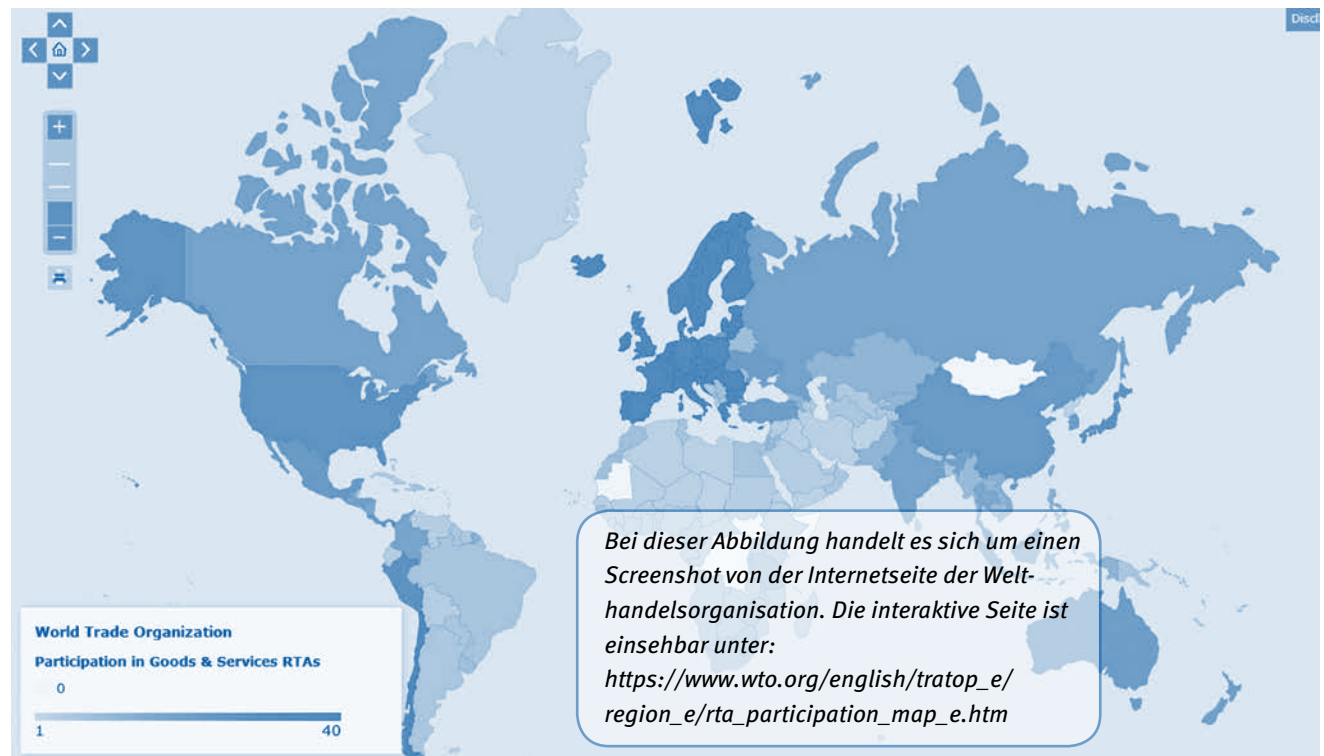 Discl
World Trade Organization
Participation in Goods & Services RTAs
0
1 40
Bei dieser Abbildung handelt es sich um einen
Screenshot von der Internetseite der Welt-
handelsorganisation. Die interaktive Seite ist
einsehbar unter:
https://www.wto.org/english/tratop_e/
region_e/rta_participation_map_e.htm